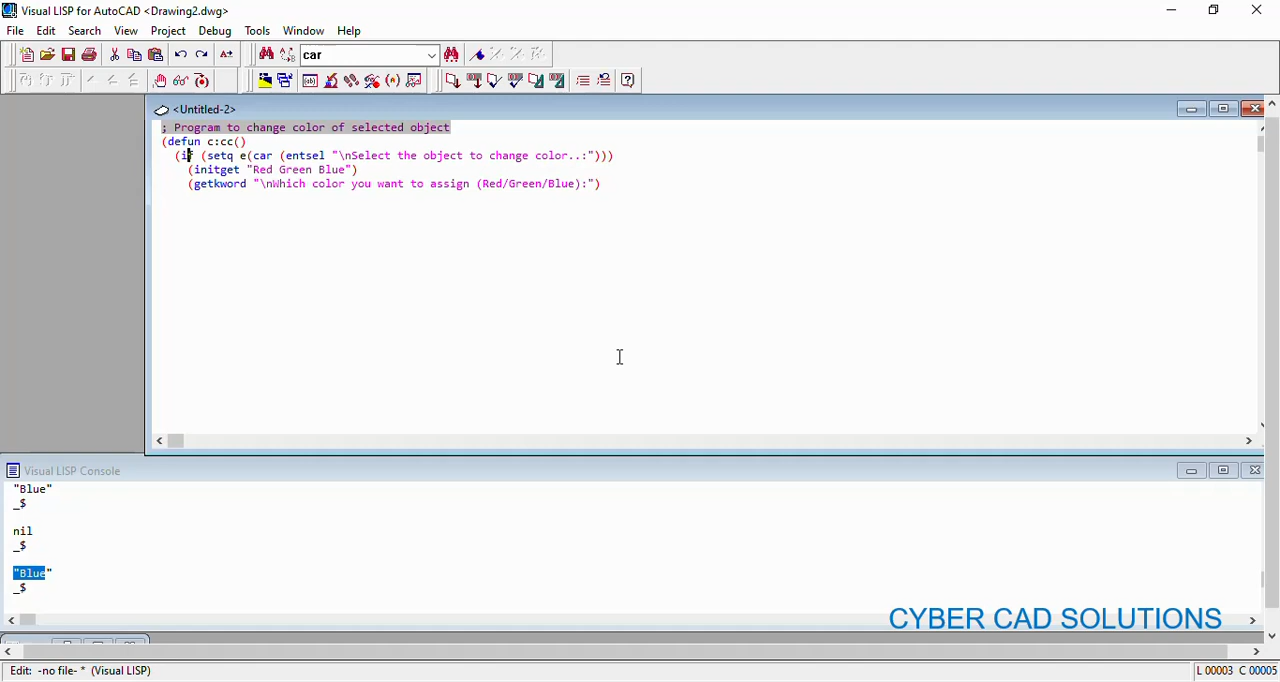 Visual LISP for AutoCAD <Drawing2.dwg>
File Edit Search View Project Debug Tools Window Help
car
<Untitled-2>
; Program to change color of selected object
(defun c:cc()
(if (setq e(car (entsel "\nSelect the object to change color..:")))
(initget "Red Green Blue")
(getkword "\nWhich color you want to assign (Red/Green/Blue):")
Visual LISP Console
"Blue"
_$
nil
_$
"Blue"
_$
CYBER CAD SOLUTIONS
Edit: -no file- * (Visual LISP)
L 00003 C 00005